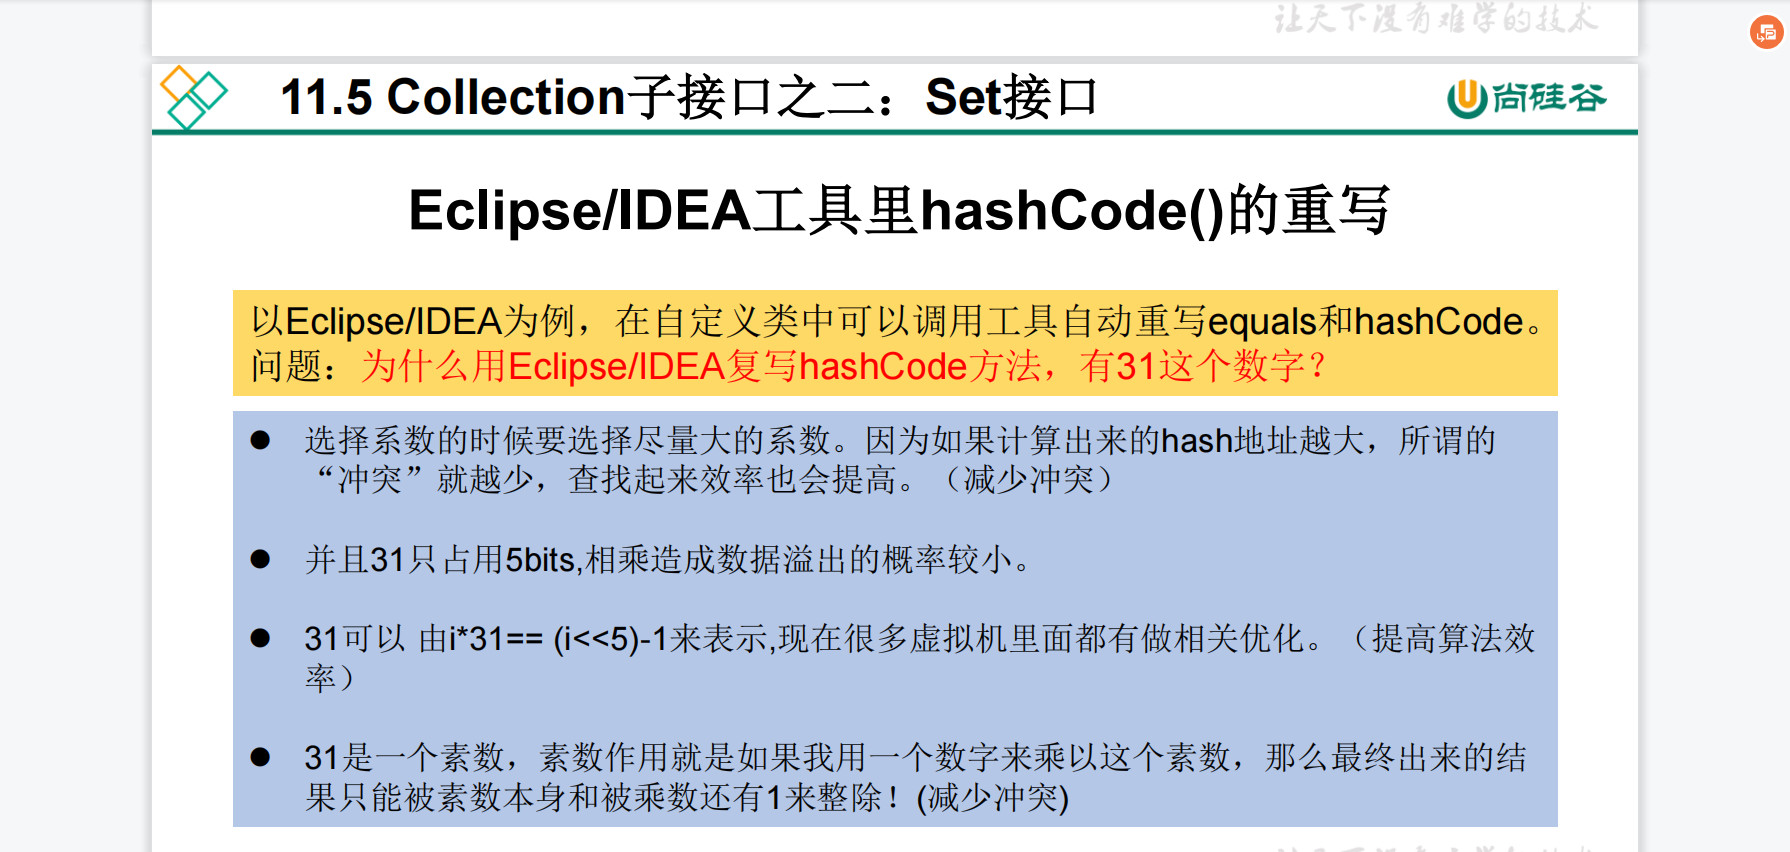 让天下没有难学的技术
11.5 Collection子接口之二：Set接口
尚硅谷
Eclipse/IDEA工具里hashCode()的重写
以Eclipse/IDEA为例，在自定义类中可以调用工具自动重写equals和hashCode。
问题：为什么用Eclipse/IDEA复写hashCode方法，有31这个数字？
● 选择系数的时候要选择尽量大的系数。因为如果计算出来的hash地址越大，所谓的
“冲突”就越少，查找起来效率也会提高。（减少冲突）
● 并且31只占用5bits,相乘造成数据溢出的概率较小。
● 31可以 由i*31== (i<<5)-1来表示,现在很多虚拟机里面都有做相关优化。（提高算法效
率）
● 31是一个素数，素数作用就是如果我用一个数字来乘以这个素数，那么最终出来的结
果只能被素数本身和被乘数还有1来整除！(减少冲突)